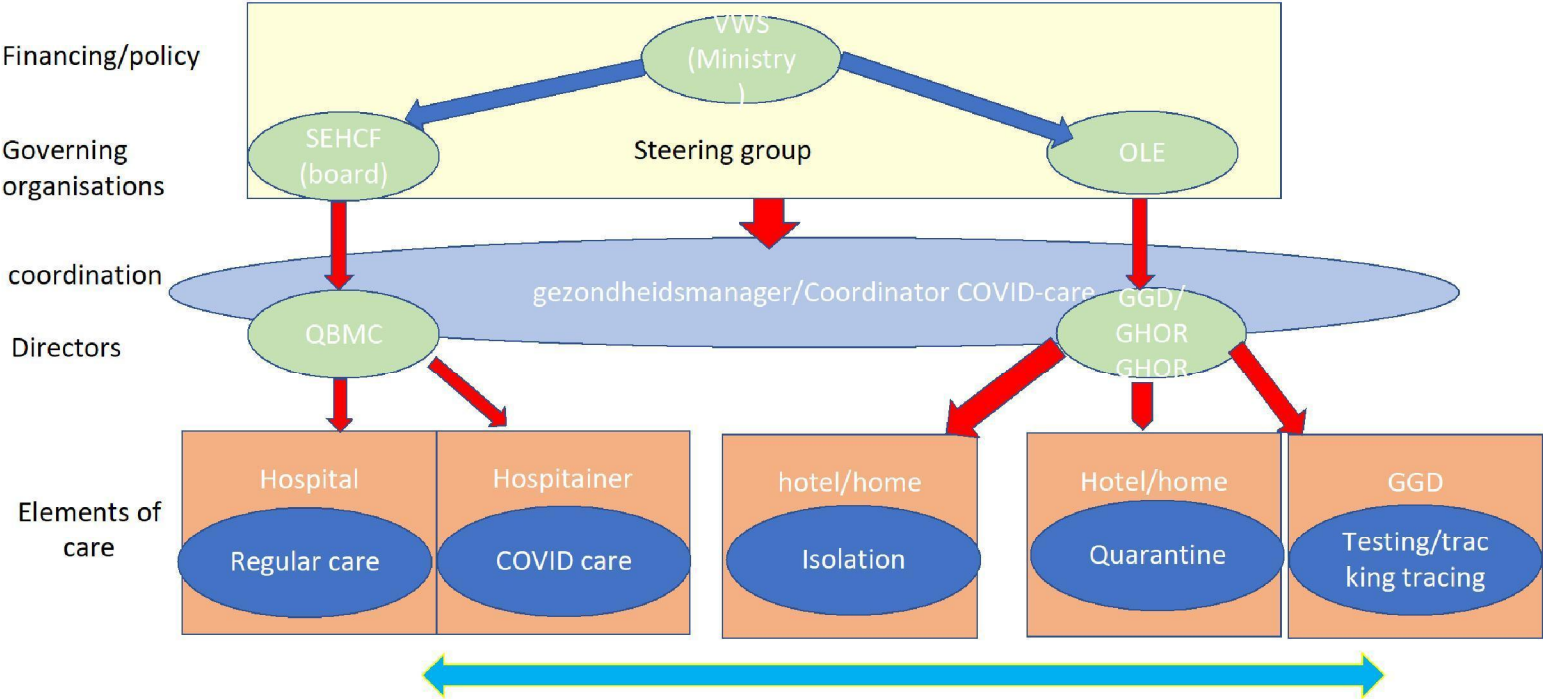 Financing/policy
VWS
(Ministry
)
Governing
organisations
SEHCF
(board)
Steering group
OLE
coordination
gezondheidsmanager/Coordinator COVID-care
Directors
QBMC
GGD/
GHOR
GHOR
Elements of
care
Hospital
Regular care
Hospitainer
COVID care
hotel/home
Isolation
Hotel/home
Quarantine
GGD
Testing/trac
king tracing